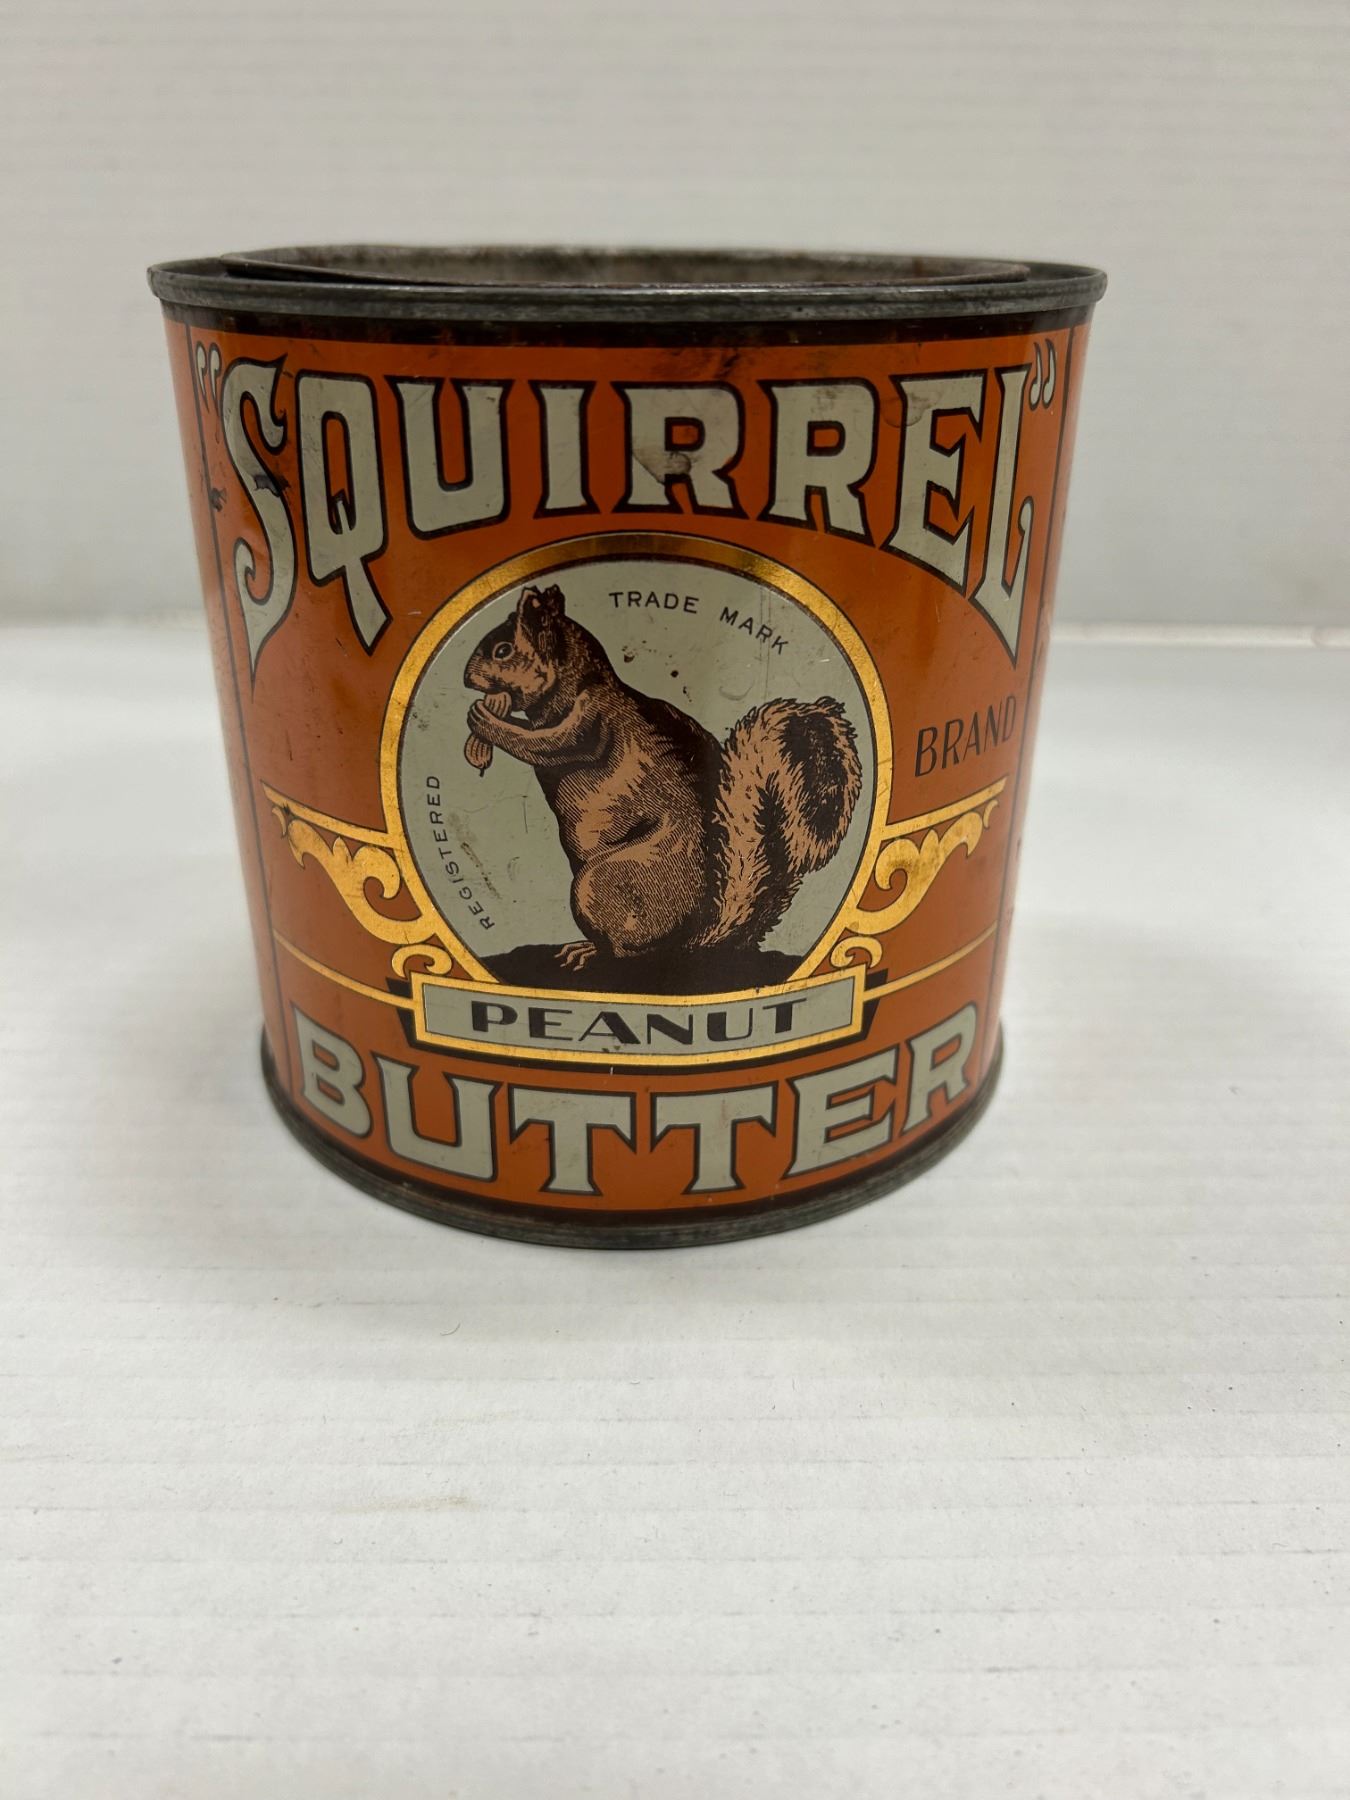 "SQUIRREL"
TRADE MARK
BRAND
REGISTERED
PEANUT
BUTTER